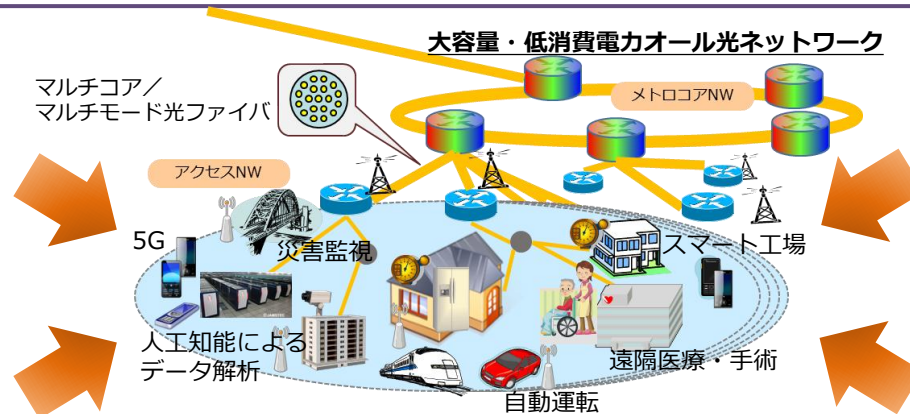 大容量・低消費電力オール光ネットワーク
マルチコア／
マルチモード光ファイバ
メトロコアNW
アクセスNW
5G
災害監視
スマート工場
人工知能による
データ解析
遠隔医療・手術
自動運転